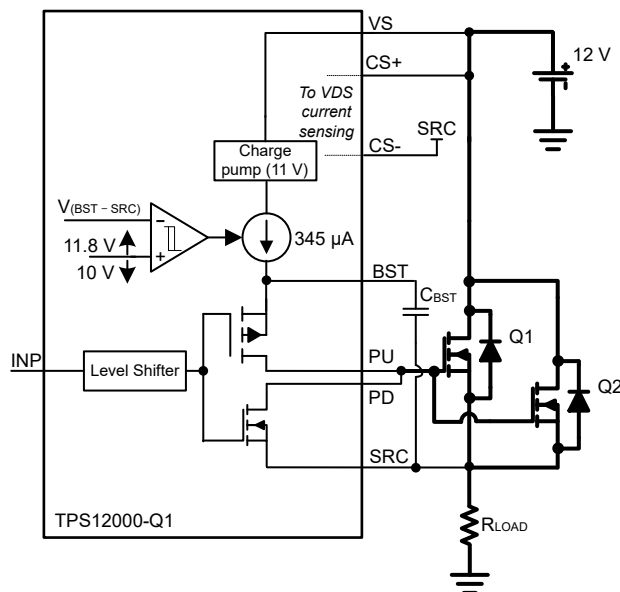 VS
CS+
12 V
To VDS
current
sensing
SRC
CS-
Charge
pump (11 V)
V(BST – SRC)
11.8 V
10 V
345 µA
BST
CBST
Q1
INP
Level Shifter
PU
PD
Q2
SRC
RLOAD
TPS12000-Q1